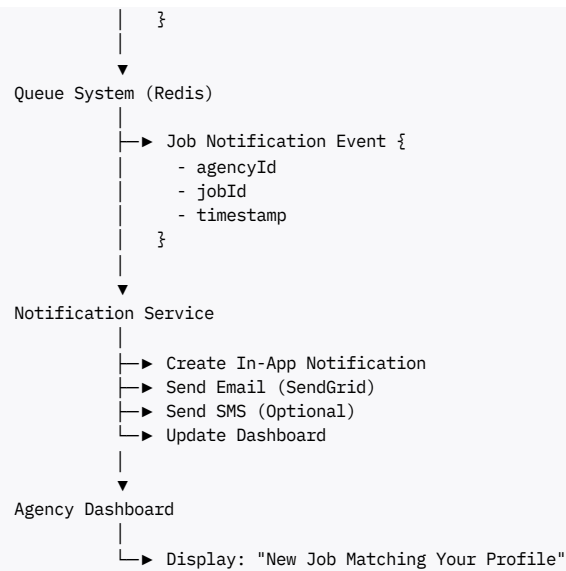 │   }
│
▼
Queue System (Redis)
│
├─► Job Notification Event {
│     - agencyId
│     - jobId
│     - timestamp
│   }
│
▼
Notification Service
│
├─► Create In-App Notification
├─► Send Email (SendGrid)
├─► Send SMS (Optional)
└─► Update Dashboard
│
▼
Agency Dashboard
│
└─► Display: "New Job Matching Your Profile"